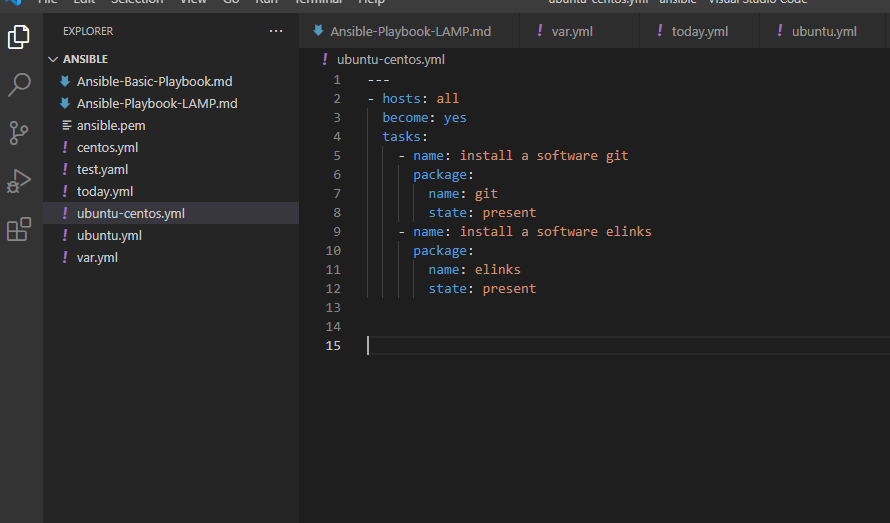 File Edit Selection View Go Run Terminal Help ubuntu-centos.yml - ansible - Visual Studio Code
EXPLORER ...
ANSIBLE
Ansible-Basic-Playbook.md
Ansible-Playbook-LAMP.md
ansible.pem
centos.yml
test.yaml
today.yml
ubuntu-centos.yml
ubuntu.yml
var.yml
Ansible-Playbook-LAMP.md var.yml today.yml ubuntu.yml
ubuntu-centos.yml
1 ---
2 - hosts: all
3 become: yes
4 tasks:
5 - name: install a software git
6 package:
7 name: git
8 state: present
9 - name: install a software elinks
10 package:
11 name: elinks
12 state: present
13
14
15